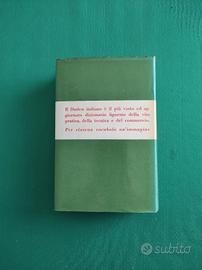 Il Duden italiano è il più vasto ed ag-
giornato dizionario figurato della vita
pratica, della tecnica e del commercio.
Per ciascun vocabolo un'immagine
subito